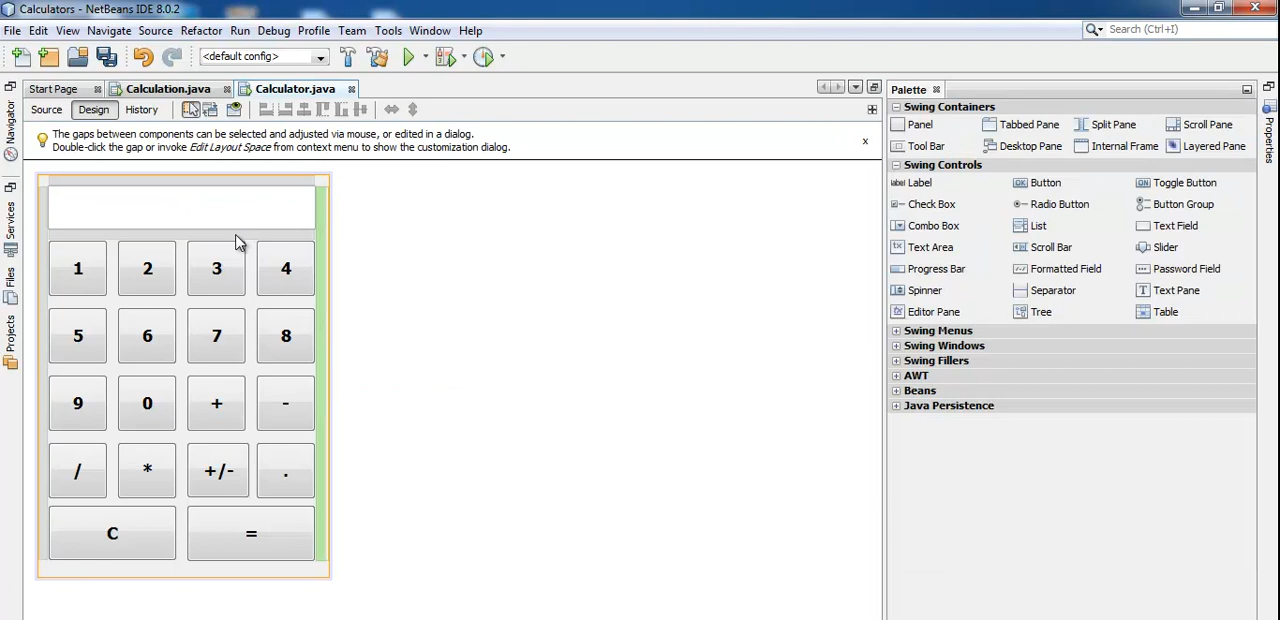 Calculators - NetBeans IDE 8.0.2
File Edit View Navigate Source Refactor Run Debug Profile Team Tools Window Help
Search (Ctrl+I)
<default config>
Start Page Calculation.java Calculator.java
Source Design History
The gaps between components can be selected and adjusted via mouse, or edited in a dialog.
Double-click the gap or invoke Edit Layout Space from context menu to show the customization dialog.
1 2 3 4
5 6 7 8
9 0 + -
/ * +/- .
C =
Navigator
Services
Files
Projects
Palette
Swing Containers
Panel Tabbed Pane Split Pane Scroll Pane
Tool Bar Desktop Pane Internal Frame Layered Pane
Swing Controls
label Label OK Button ON Toggle Button
Check Box Radio Button Button Group
Combo Box List Text Field
Text Area Scroll Bar Slider
Progress Bar Formatted Field Password Field
Spinner Separator Text Pane
Editor Pane Tree Table
Swing Menus
Swing Windows
Swing Fillers
AWT
Beans
Java Persistence
Properties